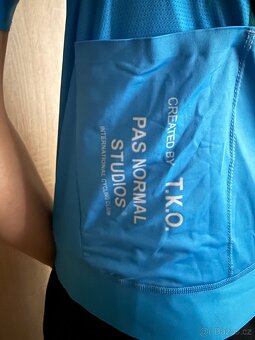 CREATED BY T.K.O.
PAS NORMAL
STUDIOS
INTERNATIONAL CYCLING CLUB